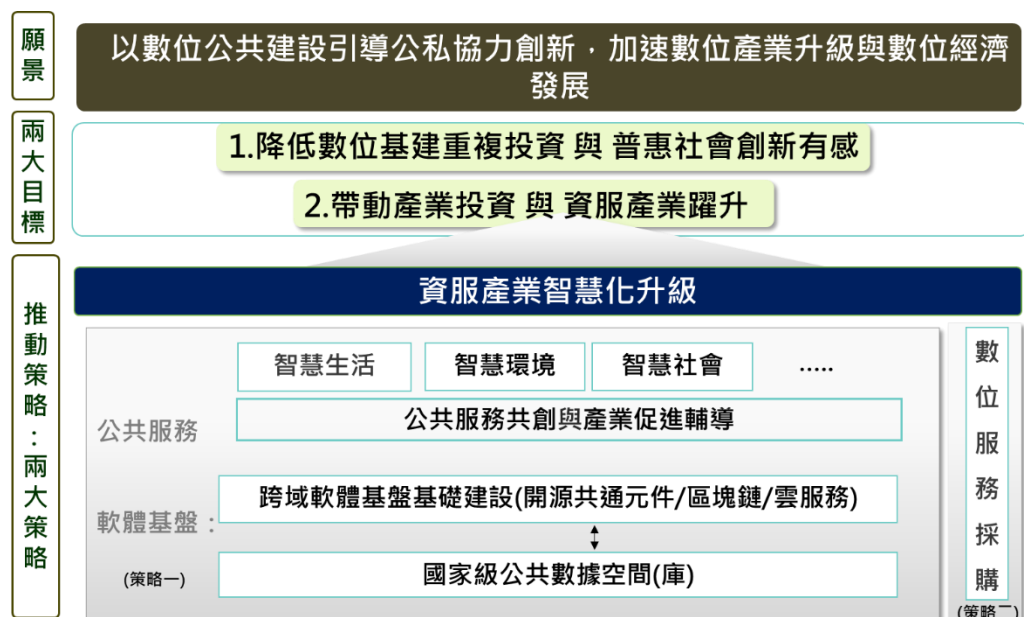 願景
以數位公共建設引導公私協力創新，加速數位產業升級與數位經濟
發展
兩大目標
1.降低數位基建重複投資 與 普惠社會創新有感
2.帶動產業投資 與 資服產業躍升
推動策略：兩大策略
資服產業智慧化升級
智慧生活
智慧環境
智慧社會
.....
公共服務
公共服務共創與產業促進輔導
軟體基盤：
跨域軟體基盤基礎建設(開源共通元件/區塊鏈/雲服務)
(策略一)
國家級公共數據空間(庫)
數位服務採購
(策略二)